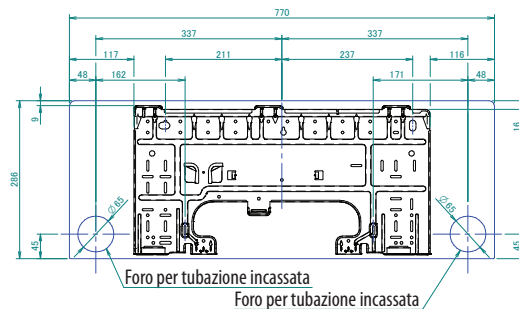 770
337 337
117 211 237 116
48 162 171 48
9 16
286
Ø65 Ø65
45 45
Foro per tubazione incassata
Foro per tubazione incassata